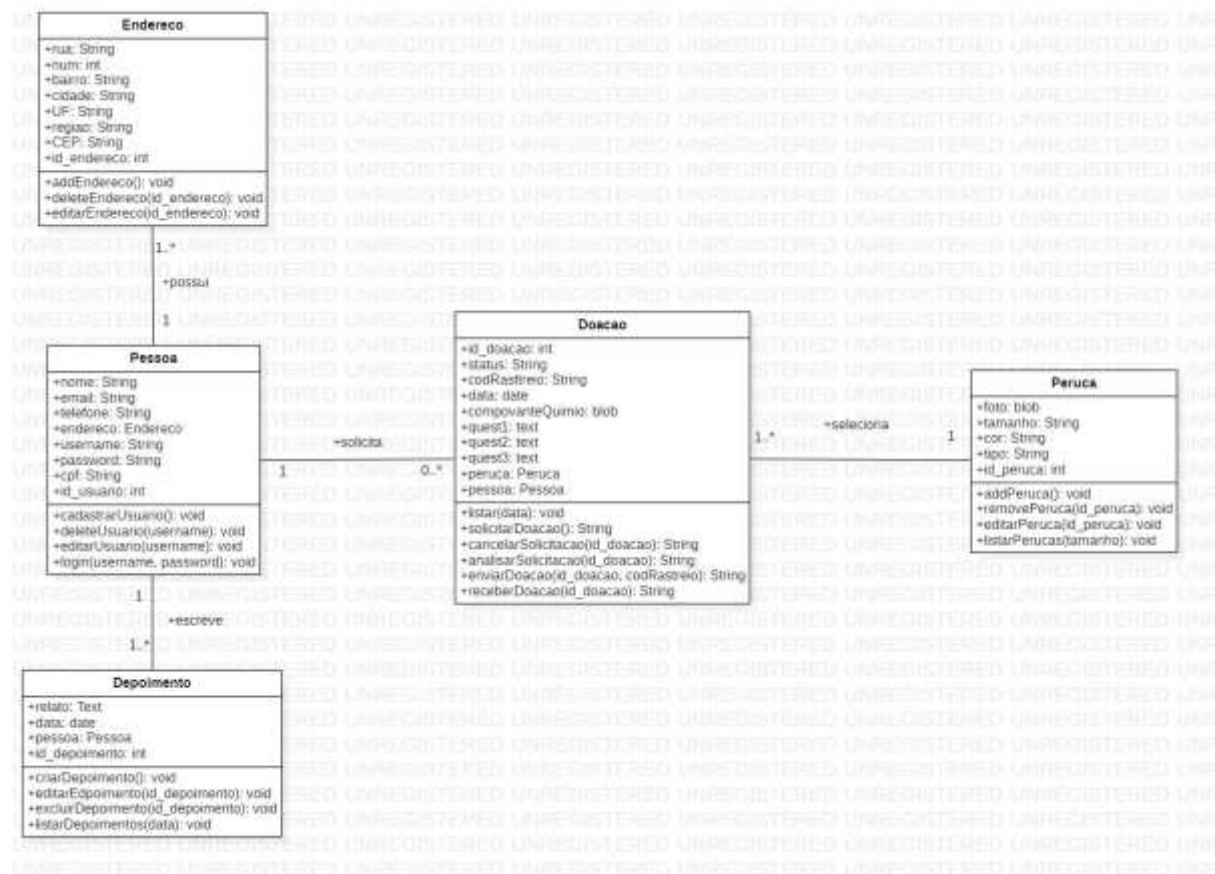 Endereco
+rua: String
+num: int
+bairro: String
+cidade: String
+UF: String
+regiao: String
+CEP: String
+id_endereco: int
+addEndereco(): void
+deleteEndereco(id_endereco): void
+editarEndereco(id_endereco): void
1..*
+possui
1
Pessoa
+nome: String
+email: String
+telefone: String
+endereco: Endereco
+username: String
+password: String
+cpf: String
+id_usuario: int
+cadastrarUsuario(): void
+deleteUsuario(username): void
+editarUsuario(username): void
+login(username, password): void
+solicita
1
0..*
Doacao
+id_doacao: int
+status: String
+codRastreio: String
+data: date
+compovanteQuimio: blob
+quest1: text
+quest2: text
+quest3: text
+peruca: Peruca
+pessoa: Pessoa
+listar(data): void
+solicitarDoacao(): String
+cancelarSolicitacao(id_doacao): String
+analisarSolicitacao(id_doacao): String
+enviarDoacao(id_doacao, codRastreio): String
+receberDoacao(id_doacao): String
+seleciona
1..*
1
Peruca
+foto: blob
+tamanho: String
+cor: String
+tipo: String
+id_peruca: int
+addPeruca(): void
+removePeruca(id_peruca): void
+editarPeruca(id_peruca): void
+listarPerucas(tamanho): void
1
+escreve
1..*
Depoimento
+relato: Text
+data: date
+pessoa: Pessoa
+id_depoimento: int
+criarDepoimento(): void
+editarEdpoimento(id_depoimento): void
+excluirDepoimento(id_depoimento): void
+listarDepoimentos(data): void
UNREGISTERED